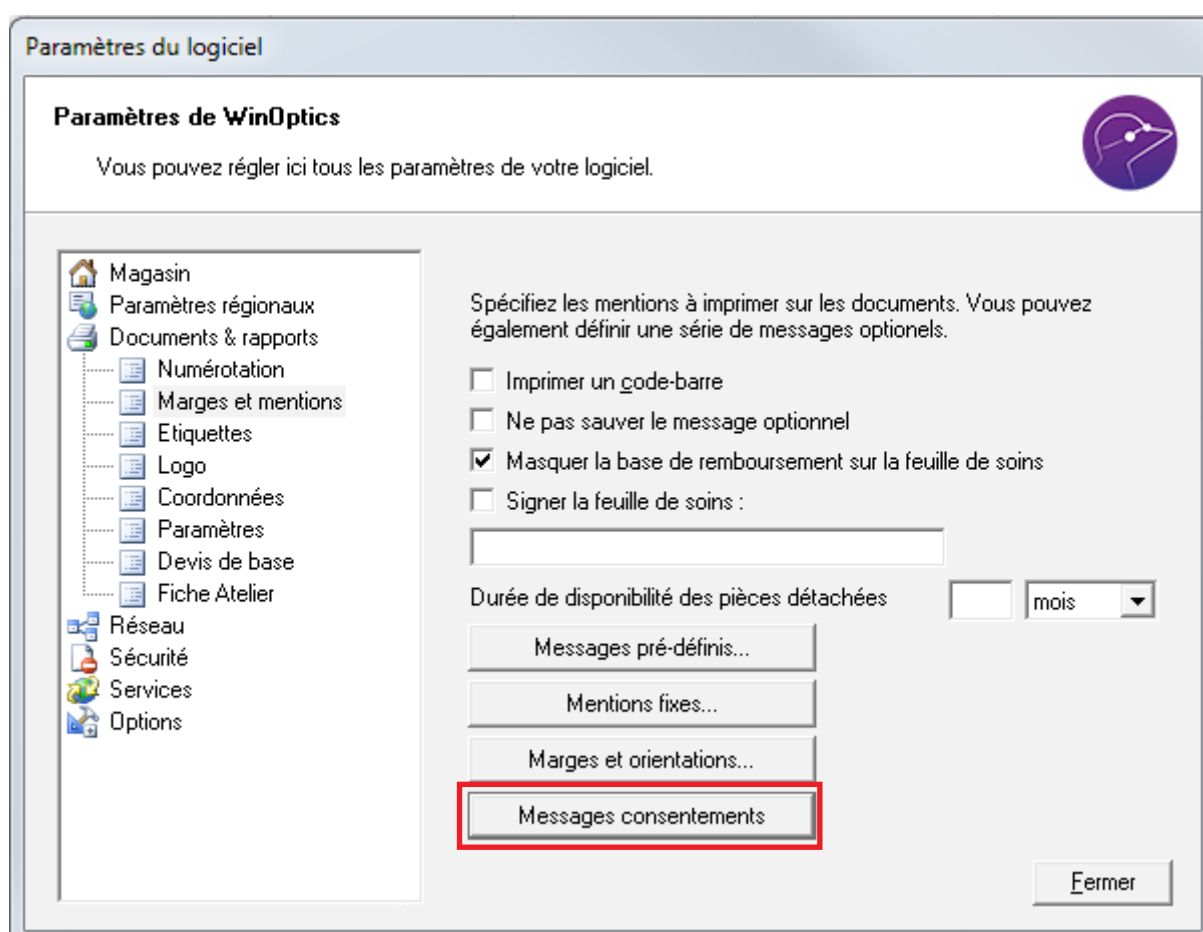 Paramètres du logiciel
Paramètres de WinOptics
Vous pouvez régler ici tous les paramètres de votre logiciel.
Magasin
Paramètres régionaux
Documents & rapports
Numérotation
Marges et mentions
Etiquettes
Logo
Coordonnées
Paramètres
Devis de base
Fiche Atelier
Réseau
Sécurité
Services
Options
Spécifiez les mentions à imprimer sur les documents. Vous pouvez
également définir une série de messages optionels.
Imprimer un code-barre
Ne pas sauver le message optionnel
Masquer la base de remboursement sur la feuille de soins
Signer la feuille de soins :
Durée de disponibilité des pièces détachées
mois
Messages pré-définis...
Mentions fixes...
Marges et orientations...
Messages consentements
Fermer